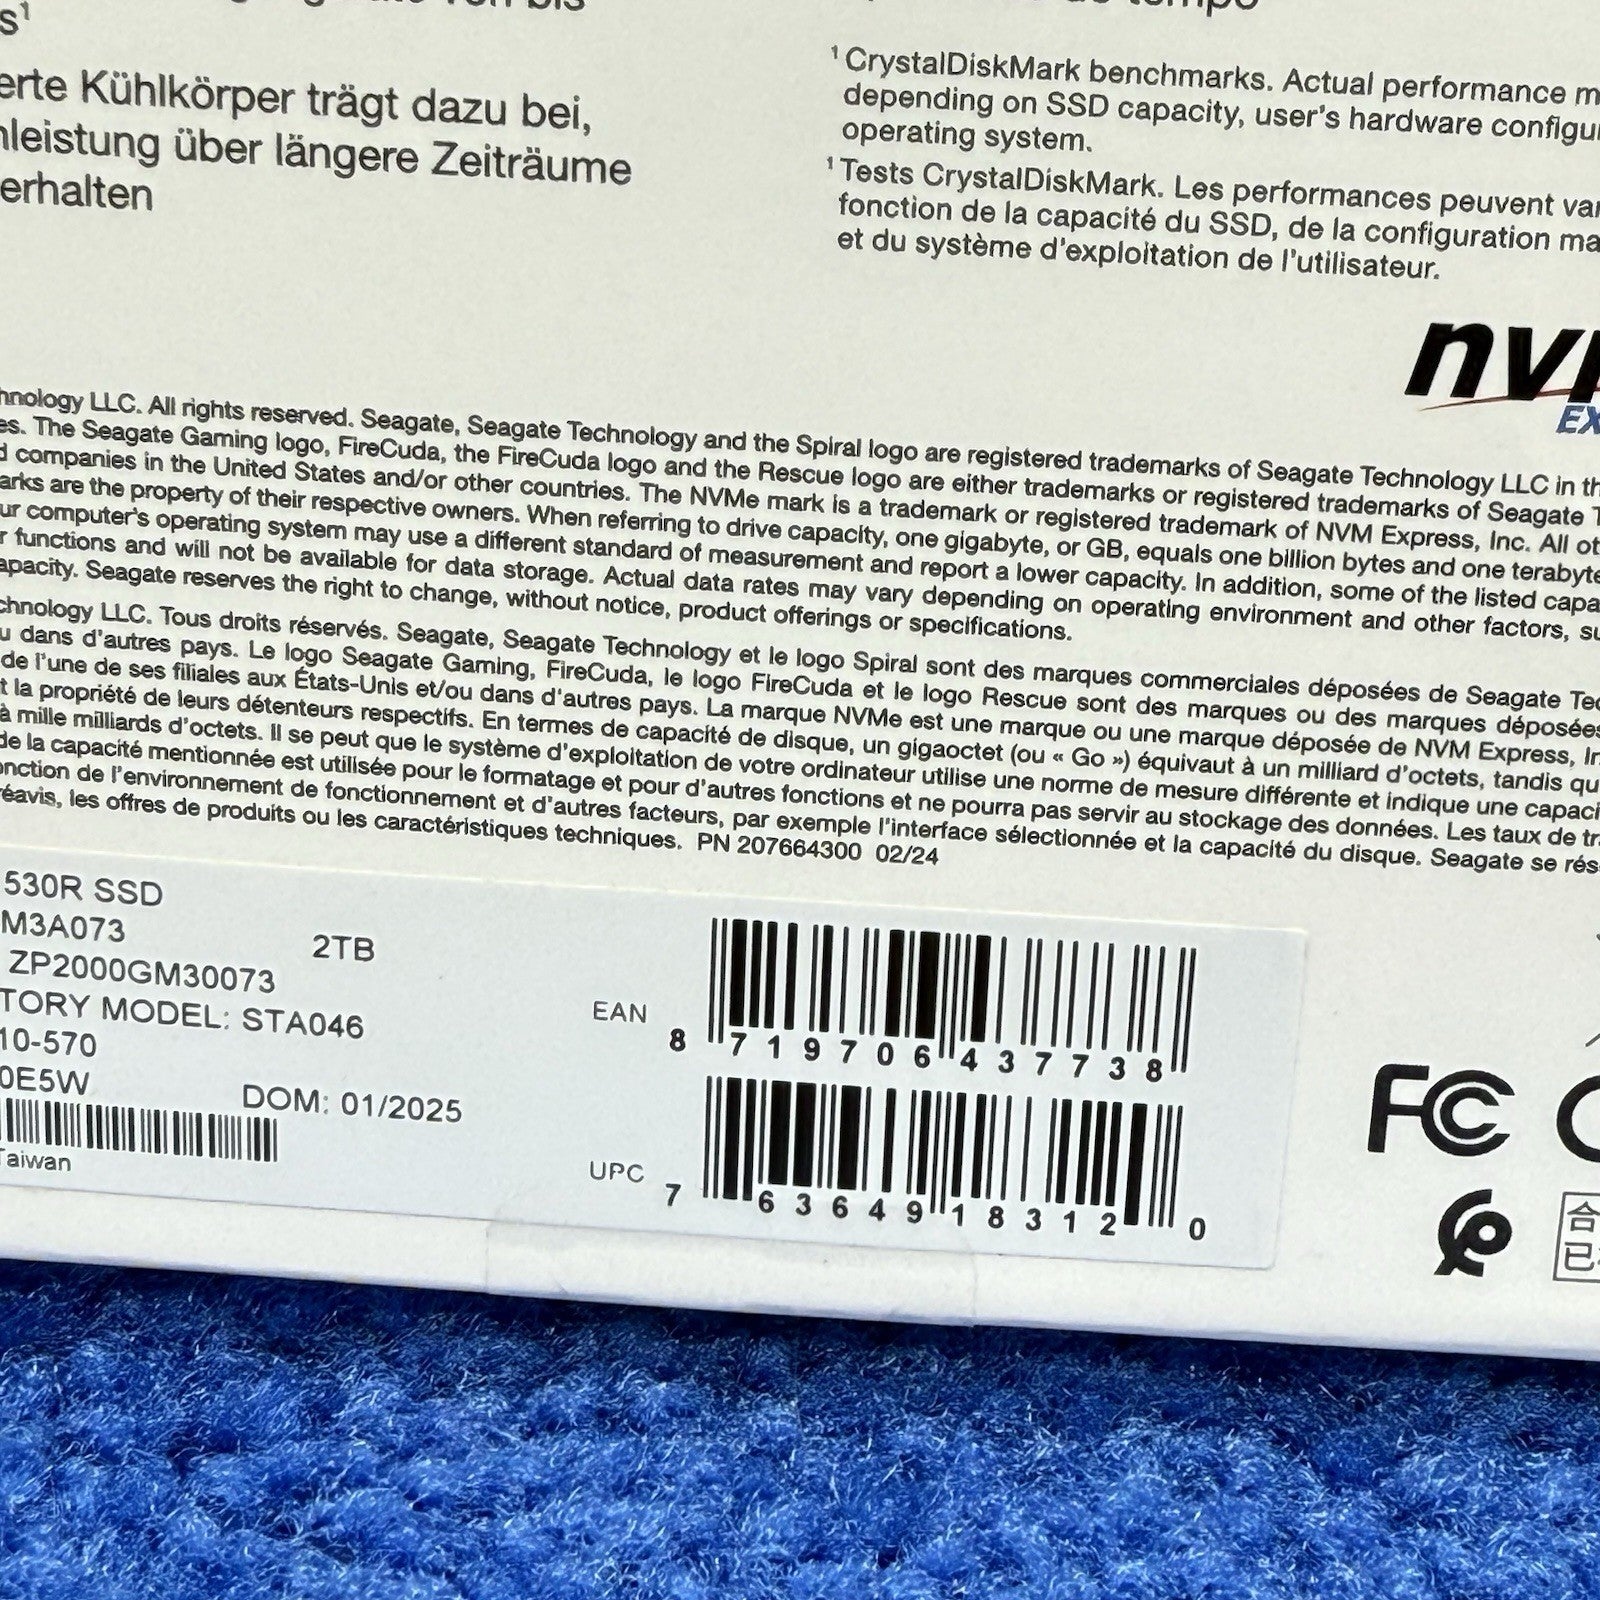 s¹
erte Kühlkörper trägt dazu bei,
leistung über längere Zeiträume
erhalten
¹ CrystalDiskMark benchmarks. Actual performance m
depending on SSD capacity, user's hardware configu
operating system.
¹ Tests CrystalDiskMark. Les performances peuvent var
fonction de la capacité du SSD, de la configuration ma
et du système d'exploitation de l'utilisateur.
nvm
EX
hnology LLC. All rights reserved. Seagate, Seagate Technology and the Spiral logo are registered trademarks of Seagate Technology LLC in th
es. The Seagate Gaming logo, FireCuda, the FireCuda logo and the Rescue logo are either trademarks or registered trademarks of Seagate T
d companies in the United States and/or other countries. The NVMe mark is a trademark or registered trademark of NVM Express, Inc. All ot
arks are the property of their respective owners. When referring to drive capacity, one gigabyte, or GB, equals one billion bytes and one terabyte
ur computer's operating system may use a different standard of measurement and report a lower capacity. In addition, some of the listed capa
r functions and will not be available for data storage. Actual data rates may vary depending on operating environment and other factors, su
apacity. Seagate reserves the right to change, without notice, product offerings or specifications.
chnology LLC. Tous droits réservés. Seagate, Seagate Technology et le logo Spiral sont des marques commerciales déposées de Seagate Tec
u dans d'autres pays. Le logo Seagate Gaming, FireCuda, le logo FireCuda et le logo Rescue sont des marques ou des marques déposées
de l'une de ses filiales aux États-Unis et/ou dans d'autres pays. La marque NVMe est une marque ou une marque déposée de NVM Express, In
t la propriété de leurs détenteurs respectifs. En termes de capacité de disque, un gigaoctet (ou « Go ») équivaut à un milliard d'octets, tandis qu
à mille milliards d'octets. Il se peut que le système d'exploitation de votre ordinateur utilise une norme de mesure différente et indique une capaci
de la capacité mentionnée est utilisée pour le formatage et pour d'autres fonctions et ne pourra pas servir au stockage des données. Les taux de tra
onction de l'environnement de fonctionnement et d'autres facteurs, par exemple l'interface sélectionnée et la capacité du disque. Seagate se rés
réavis, les offres de produits ou les caractéristiques techniques. PN 207664300 02/24
530R SSD
M3A073
2TB
ZP2000GM30073
TORY MODEL: STA046
10-570
0E5W
DOM: 01/2025
Taiwan
EAN
8 719706 437738
UPC
7 63649 18312 0
FC
合
已